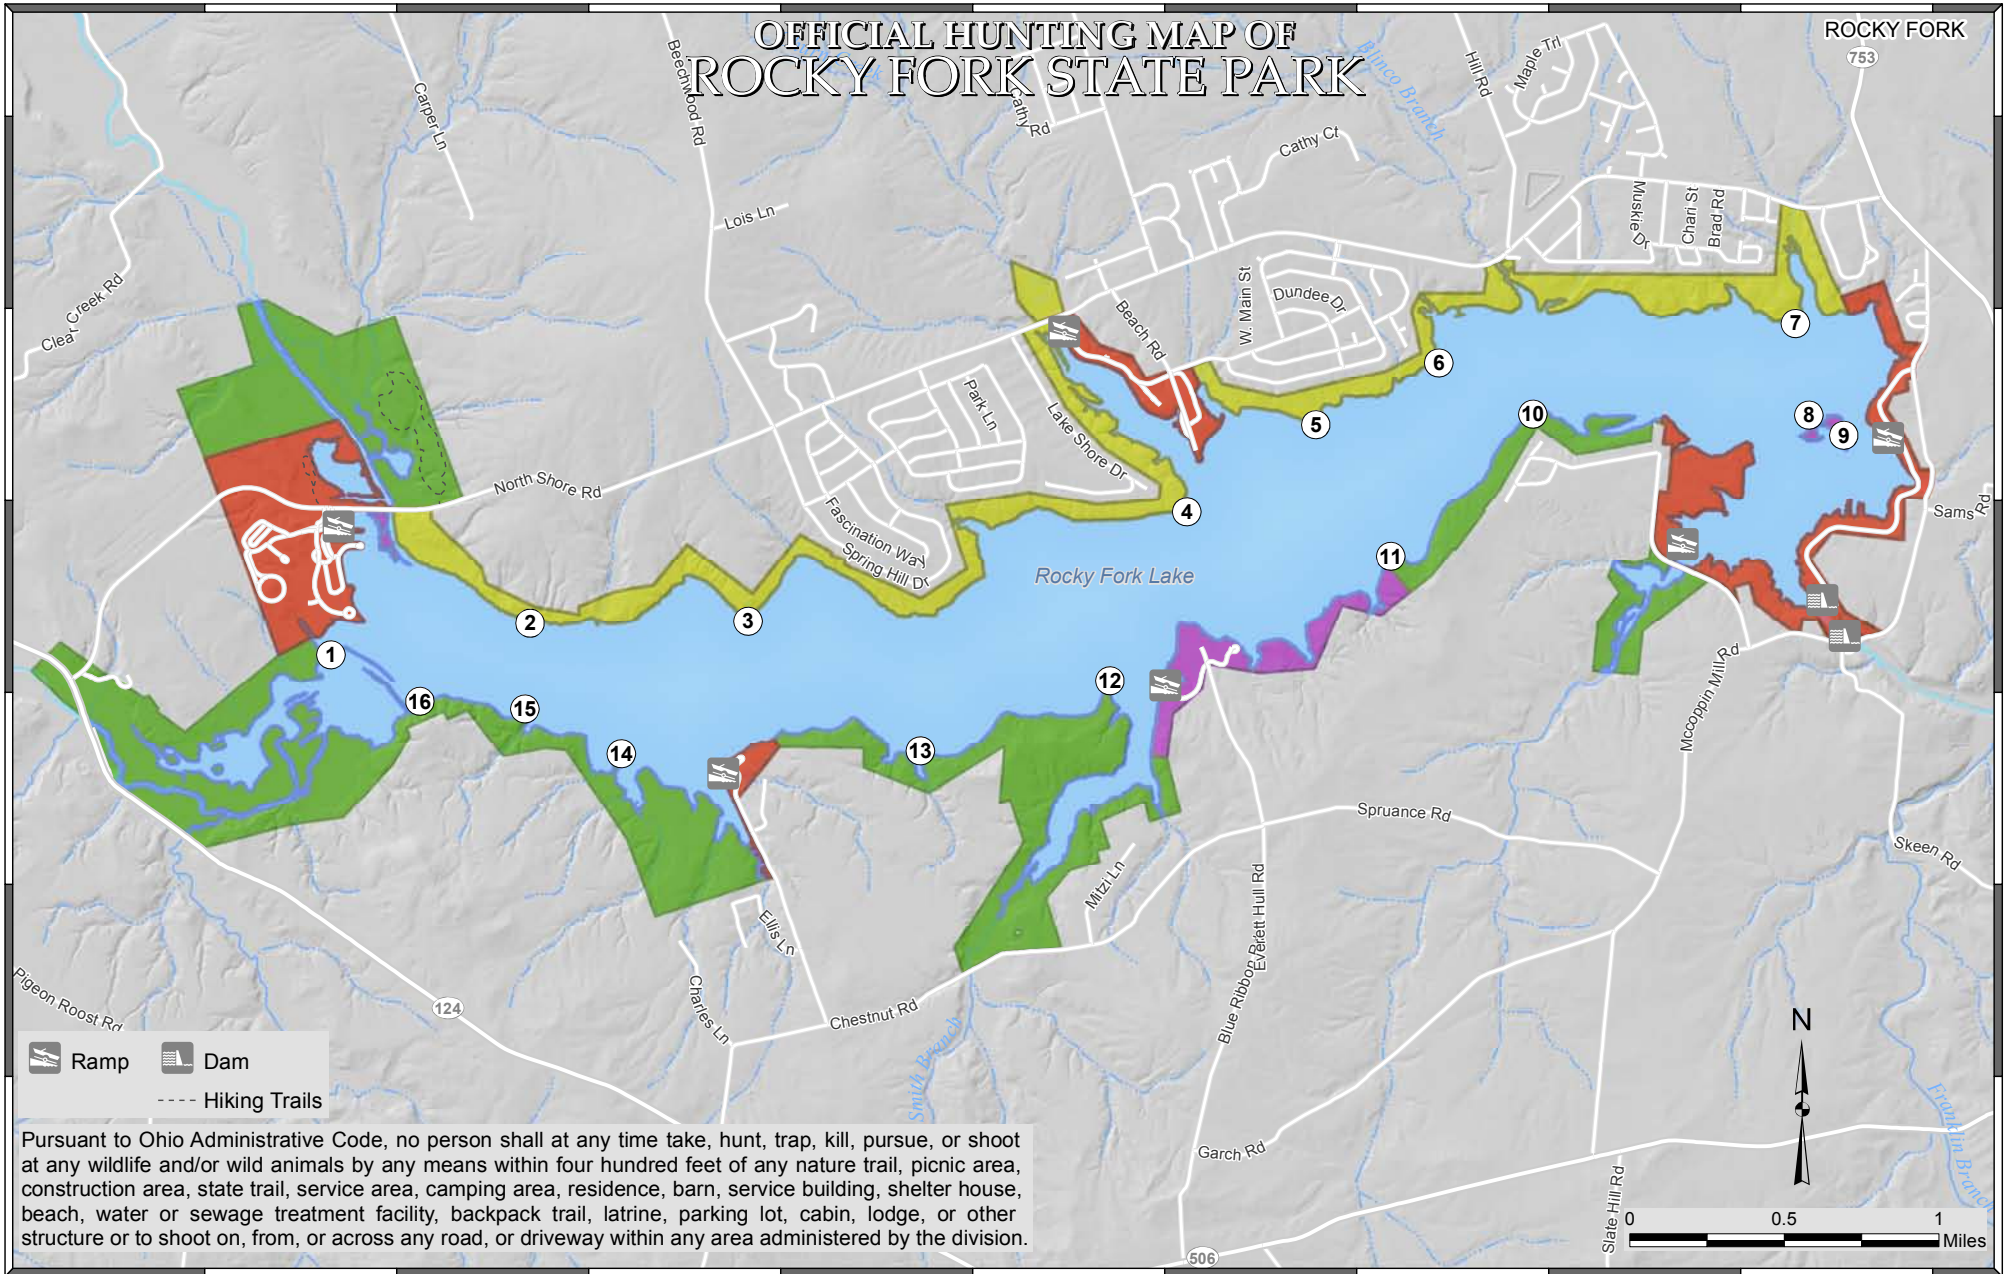 OFFICIAL HUNTING MAP OF
ROCKY FORK STATE PARK
ROCKY FORK
753
Blinco Branch
Hill Rd
Maple Trl
Beechwood Rd
Carper Ln
Cathy
Rd
Cathy Ct
Lois Ln
Muskie Dr
Chari St
Brad Rd
Clear Creek Rd
Beach Rd
W. Main St
Dundee Dr
7
6
Park Ln
Lake Shore Dr
5
10
8
9
North Shore Rd
4
Sams Rd
Fascination Way
Spring Hill Dr
Rocky Fork Lake
11
2
3
1
12
Mcoppin Mill Rd
16
15
14
13
Spruance Rd
Skeen Rd
Mitzi Ln
Everett Hull Rd
Ellis Ln
Blue Ribbon R
Pigeon Roost Rd
124
Charles Ln
Chestnut Rd
Smith Branch
N
Ramp
Dam
Hiking Trails
Franklin Branch
Garch Rd
Slate Hill Rd
506
Pursuant to Ohio Administrative Code, no person shall at any time take, hunt, trap, kill, pursue, or shoot
at any wildlife and/or wild animals by any means within four hundred feet of any nature trail, picnic area,
construction area, state trail, service area, camping area, residence, barn, service building, shelter house,
beach, water or sewage treatment facility, backpack trail, latrine, parking lot, cabin, lodge, or other
structure or to shoot on, from, or across any road, or driveway within any area administered by the division.
0 0.5 1
Miles